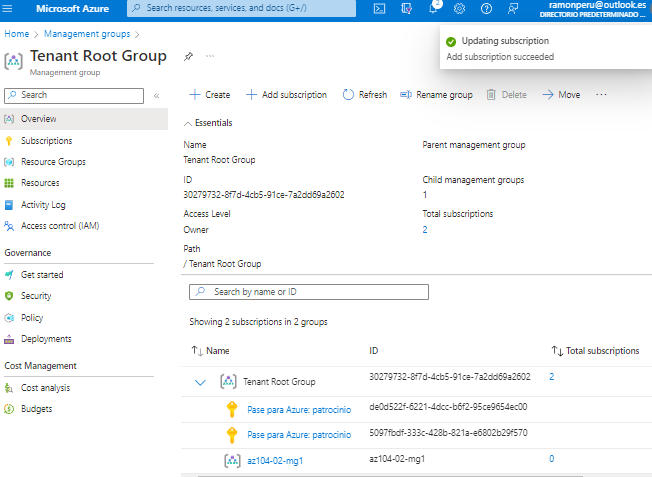 Microsoft Azure
Search resources, services, and docs (G+/)
2
ramonperu@outlook.es
DIRECTORIO PREDETERMINADO ...
Home > Management groups >
Updating subscription
Add subscription succeeded
Tenant Root Group
...
Management group
Search
«
Create
Add subscription
Refresh
Rename group
Delete
Move
...
Overview
Subscriptions
Resource Groups
Resources
Activity Log
Access control (IAM)
Governance
Get started
Security
Policy
Deployments
Cost Management
Cost analysis
Budgets
Essentials
Name
Tenant Root Group
ID
30279732-8f7d-4cb5-91ce-7a2dd69a2602
Access Level
Owner
Path
/ Tenant Root Group
Parent management group
Child management groups
1
Total subscriptions
2
Search by name or ID
Showing 2 subscriptions in 2 groups
Name ID Total subscriptions
Tenant Root Group 30279732-8f7d-4cb5-91ce-7a2dd69a2602 2
Pase para Azure: patrocinio de0d522f-6221-4dcc-b6f2-95ce9654ec00
Pase para Azure: patrocinio 5097fbdf-333c-428b-821a-e6802b29f570
az104-02-mg1 az104-02-mg1 0